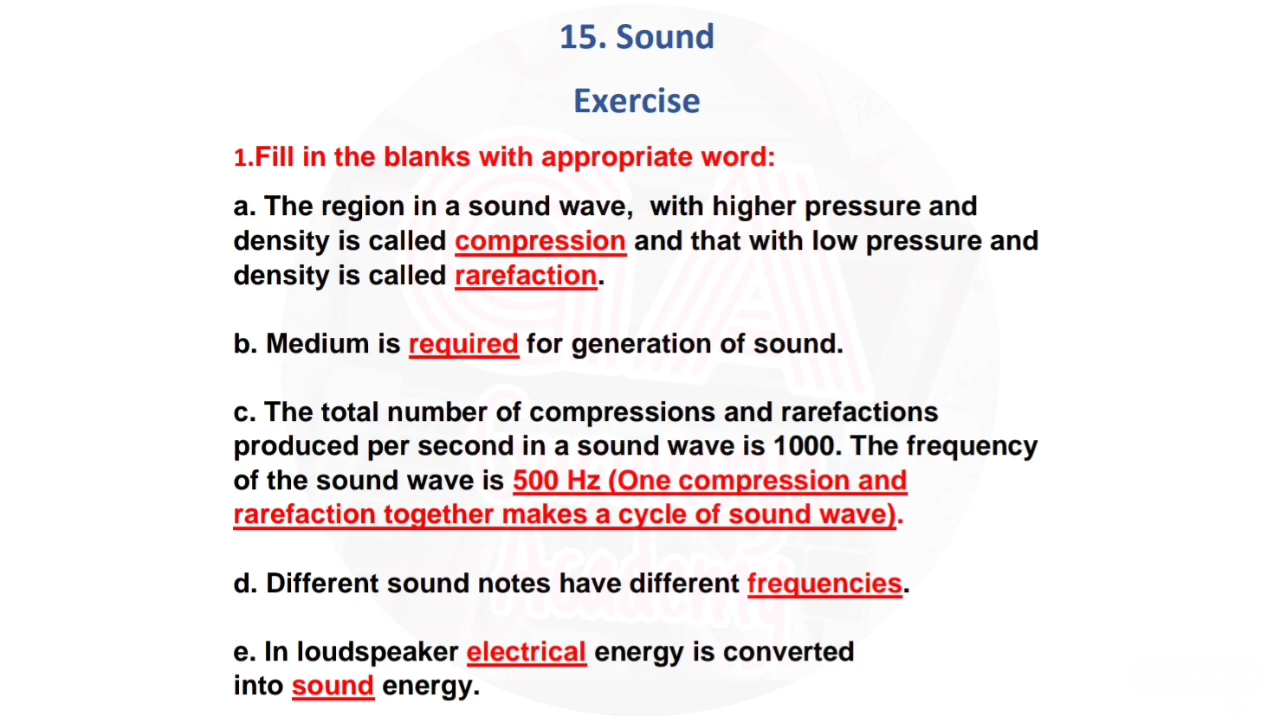 15. Sound
Exercise
1.Fill in the blanks with appropriate word:
a. The region in a sound wave,  with higher pressure and
density is called compression and that with low pressure and
density is called rarefaction.
b. Medium is required for generation of sound.
c. The total number of compressions and rarefactions
produced per second in a sound wave is 1000. The frequency
of the sound wave is 500 Hz (One compression and
rarefaction together makes a cycle of sound wave).
d. Different sound notes have different frequencies.
e. In loudspeaker electrical energy is converted
into sound energy.